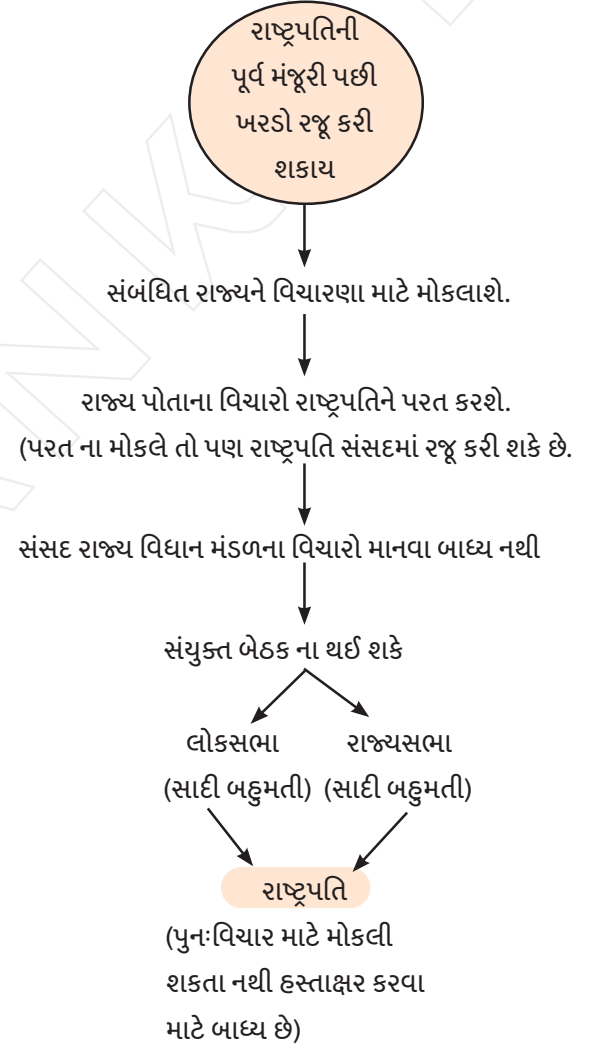 રાષ્ટ્રપતિની
પૂર્વ મંજૂરી પછી
ખરડો રજૂ કરી
શકાય
સંબંધિત રાજ્યને વિચારણા માટે મોકલાશે.
રાજ્ય પોતાના વિચારો રાષ્ટ્રપતિને પરત કરશે.
(પરત ના મોકલે તો પણ રાષ્ટ્રપતિ સંસદમાં રજૂ કરી શકે છે.
સંસદ રાજ્ય વિધાન મંડળના વિચારો માનવા બાધ્ય નથી
સંયુક્ત બેઠક ના થઈ શકે
લોકસભા રાજ્યસભા
(સાદી બહુમતી) (સાદી બહુમતી)
રાષ્ટ્રપતિ
(પુનઃવિચાર માટે મોકલી
શકતા નથી હસ્તાક્ષર કરવા
માટે બાધ્ય છે)